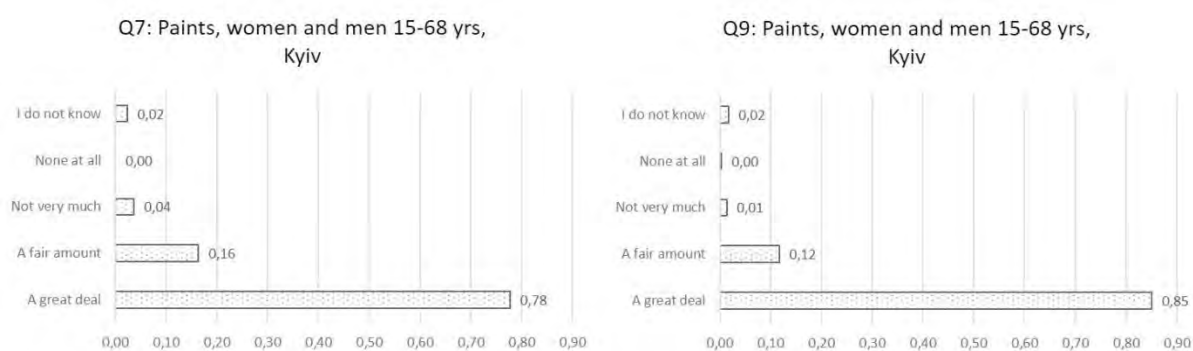 Q7: Paints, women and men 15-68 yrs,
Kyiv
I do not know
0,02
None at all
0,00
Not very much
0,04
A fair amount
0,16
A great deal
0,78
0,00 0,10 0,20 0,30 0,40 0,50 0,60 0,70 0,80 0,90
Q9: Paints, women and men 15-68 yrs,
Kyiv
I do not know
0,02
None at all
0,00
Not very much
0,01
A fair amount
0,12
A great deal
0,85
0,00 0,10 0,20 0,30 0,40 0,50 0,60 0,70 0,80 0,90